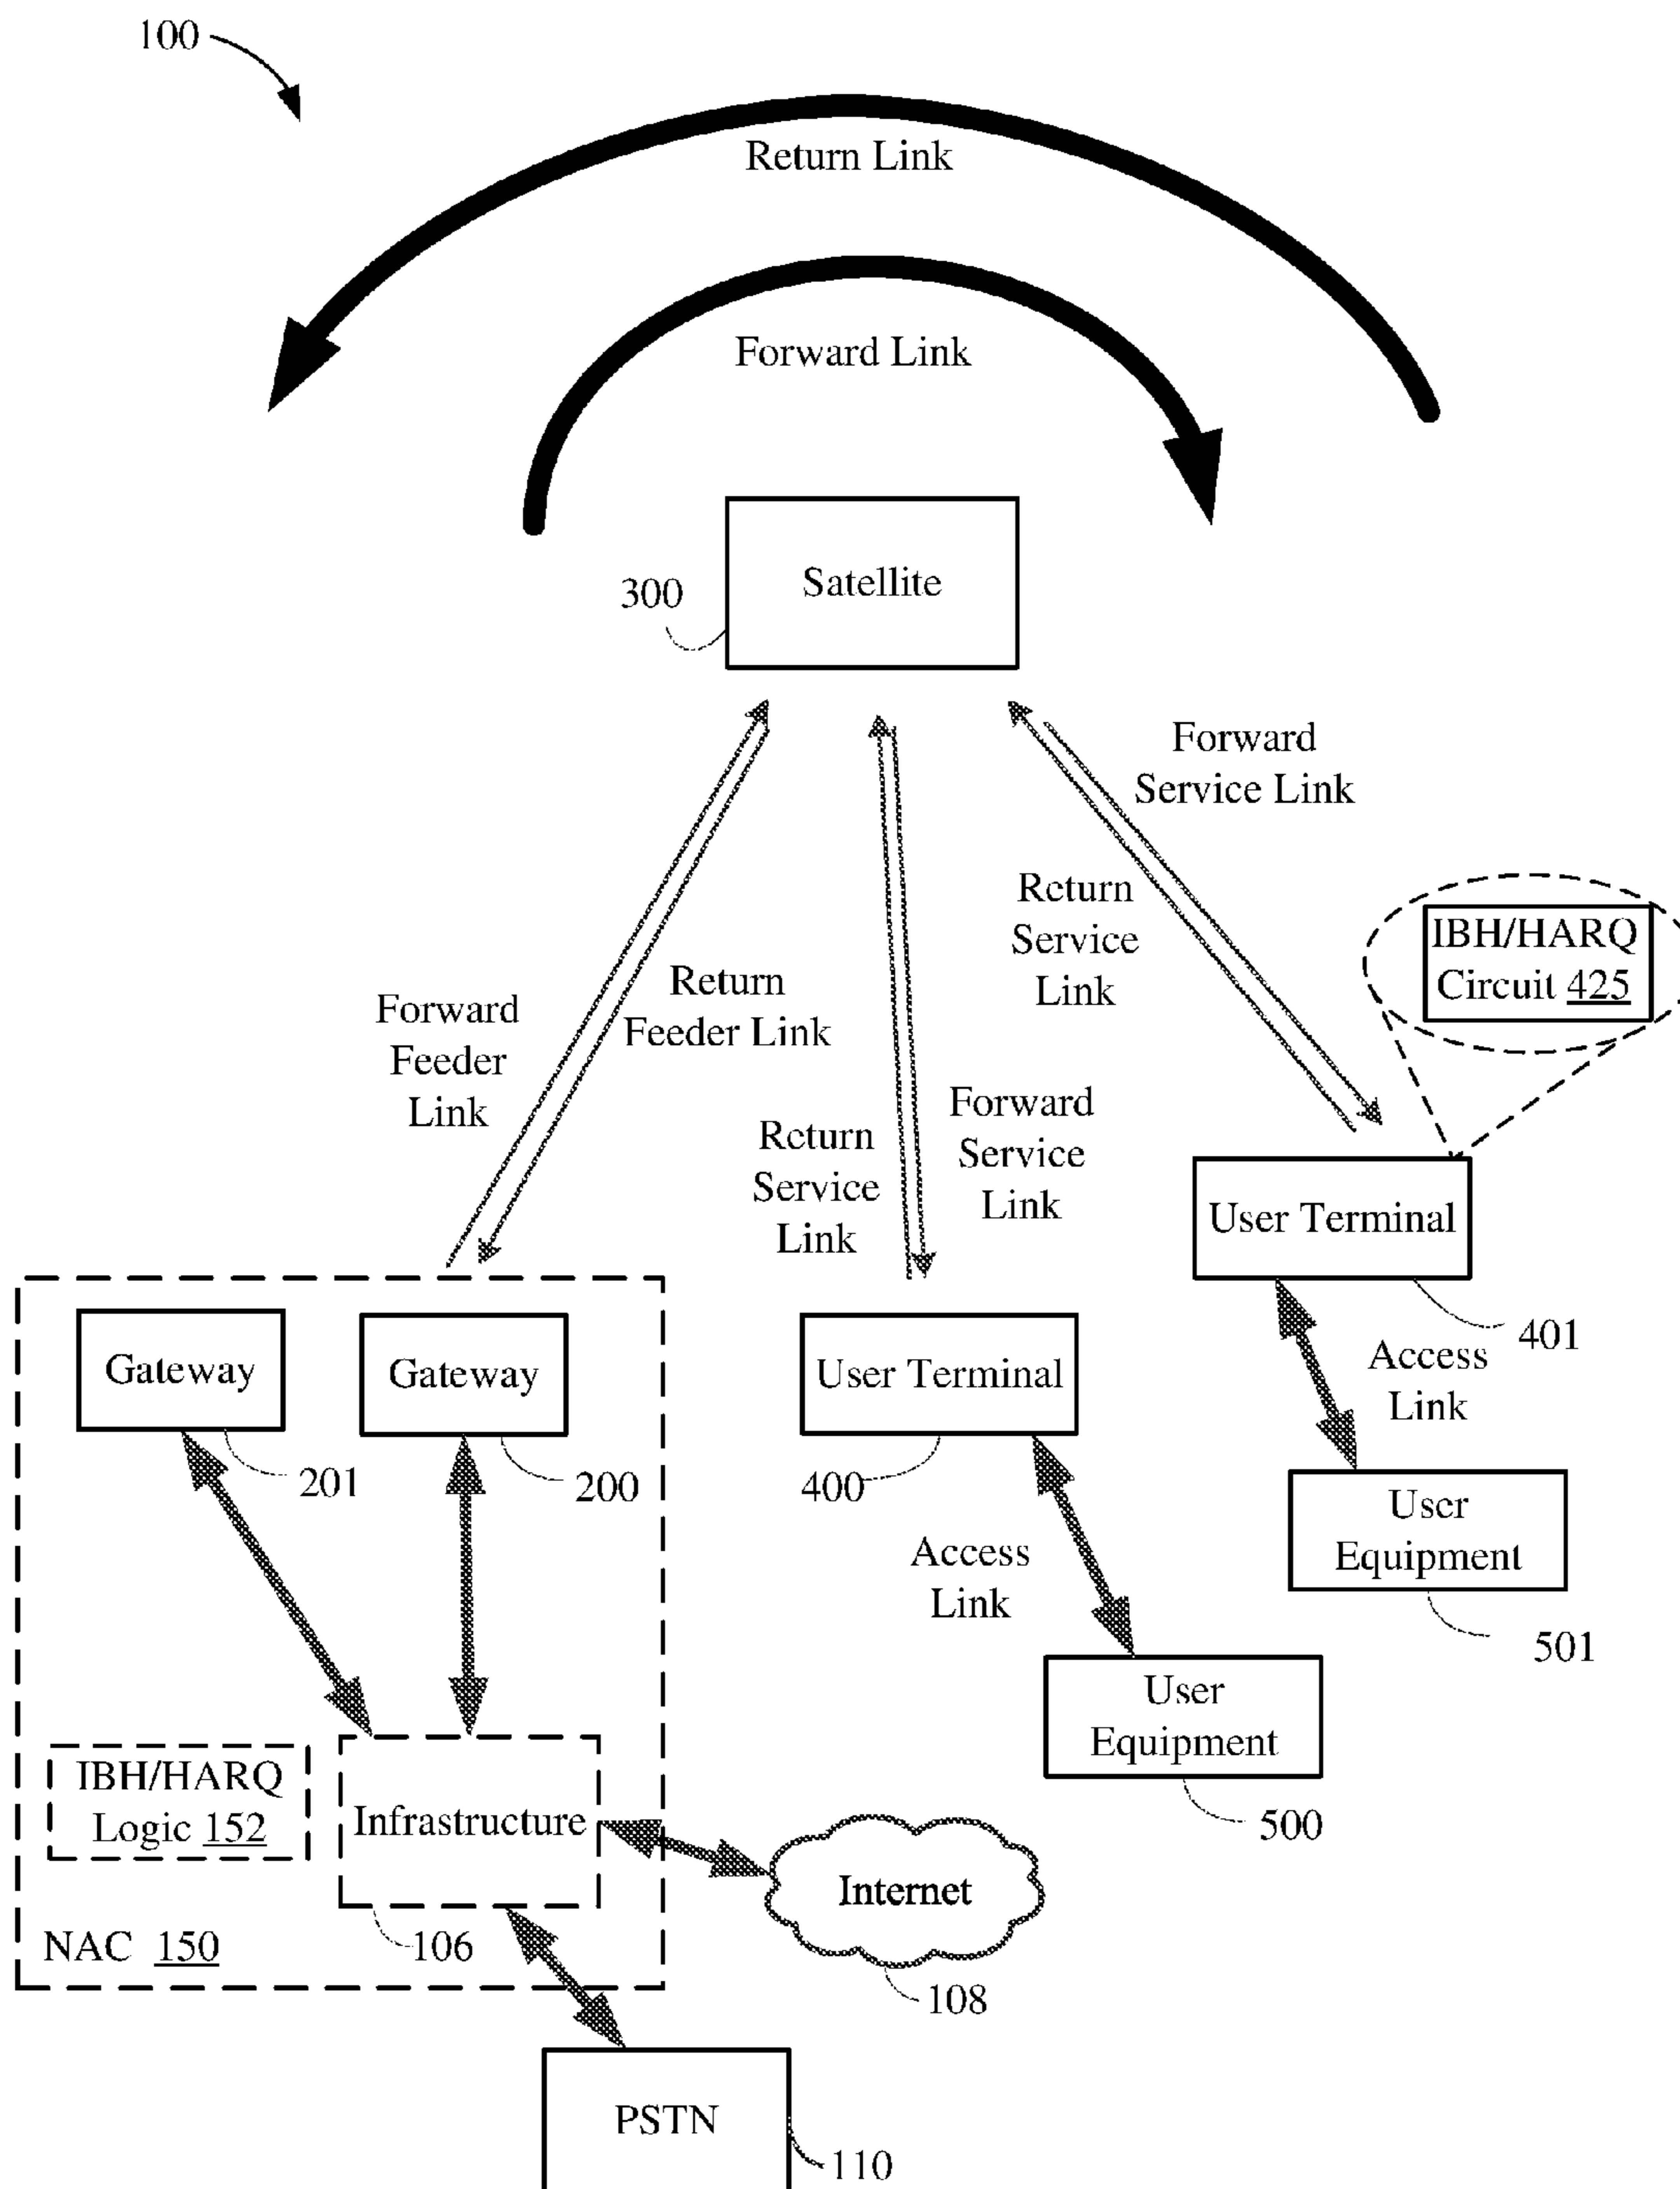 100
Return Link
Forward Link
Satellite
300
Forward
Service Link
Return
Service
Link
IBH/HARQ
Circuit 425
Return
Feeder Link
Forward
Feeder
Link
Forward
Service
Link
Return
Service
Link
User Terminal
401
Gateway
Gateway
User Terminal
Access
Link
201
200
400
User
Equipment
501
Access
Link
User
Equipment
500
IBH/HARQ
Logic 152
Infrastructure
Internet
NAC 150
106
108
PSTN
110